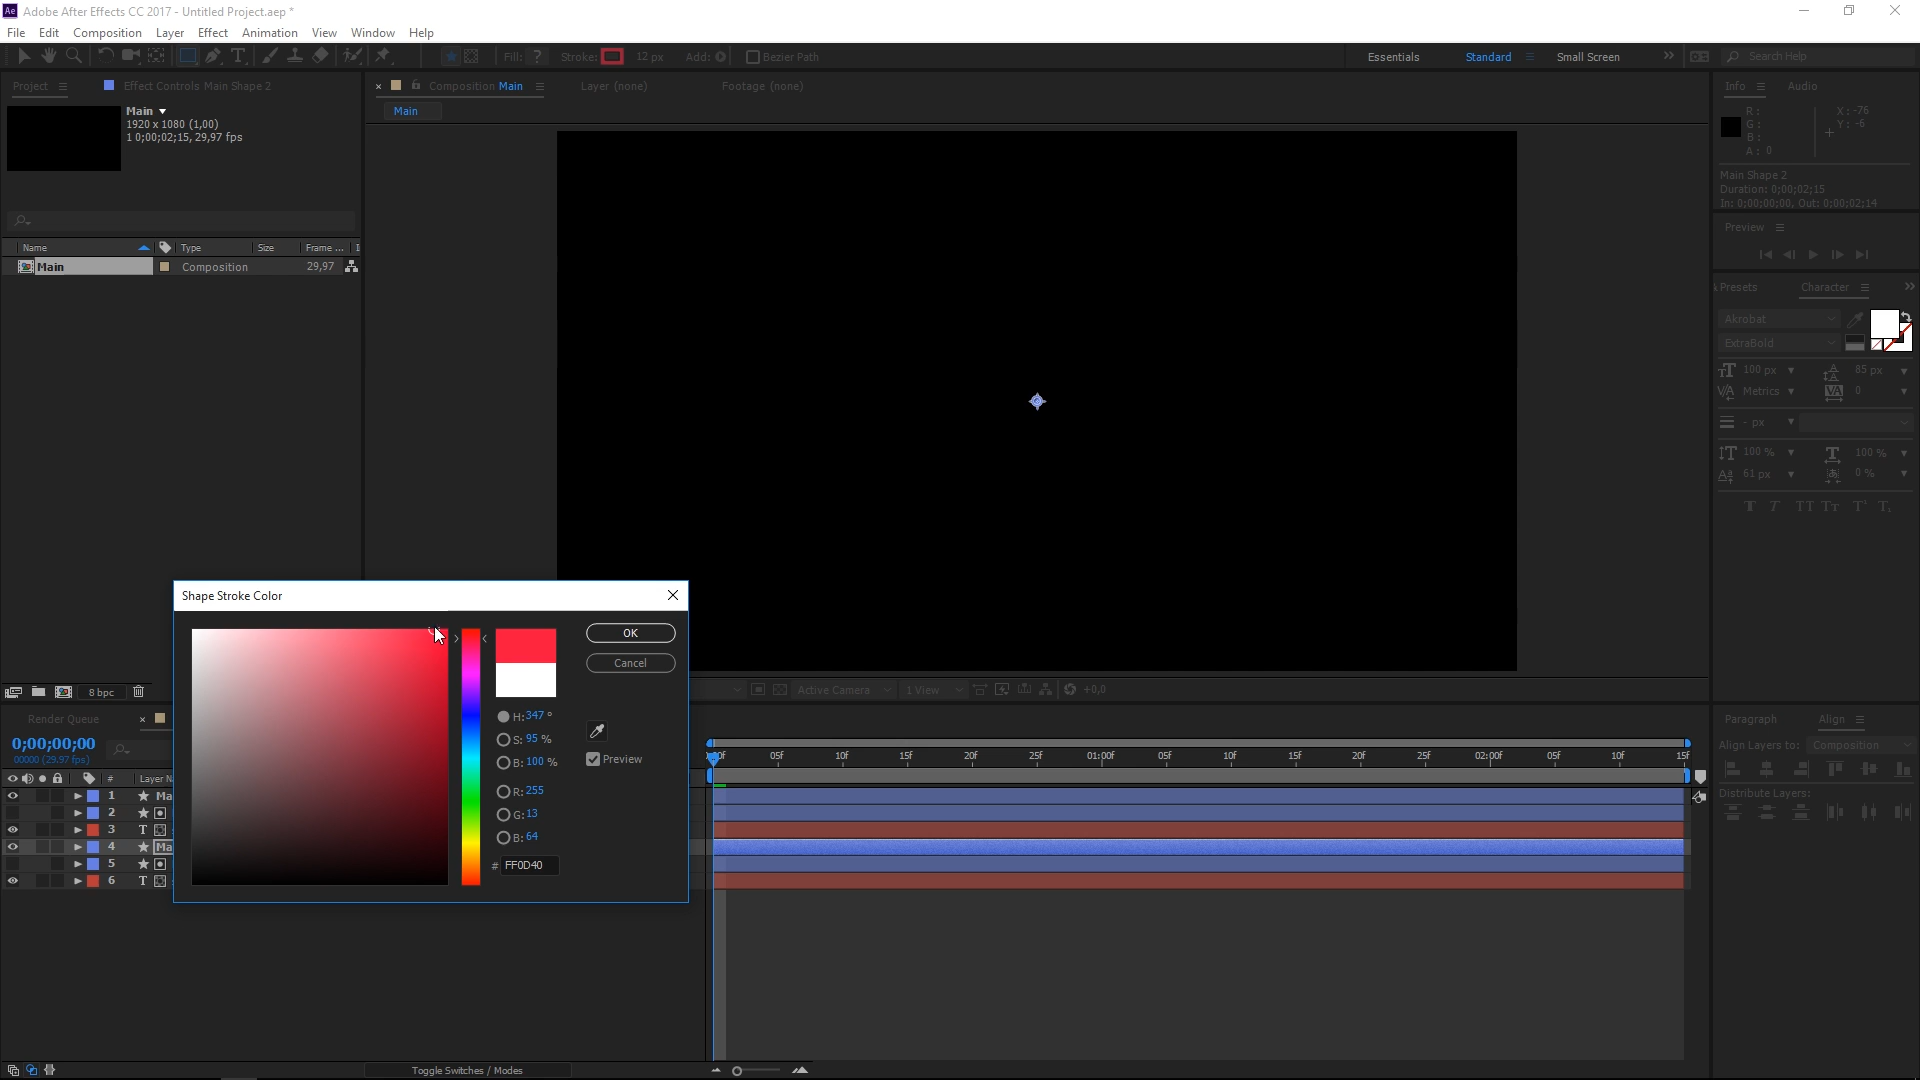 Adobe After Effects CC 2017 - Untitled Project.aep *
File Edit Composition Layer Effect Animation View Window Help
Fill: ? Stroke: 12 px Add: Bezier Path Essentials Standard Small Screen Search Help
Project Effect Controls Main Shape 2 Composition Main Layer (none) Footage (none) Info Audio
Main
1920 x 1080 (1,00)
1 0;00;02;15, 29,97 fps
Main
R:
G:
B:
A: 0
X: -76
Y: -6
Main Shape 2
Duration: 0;00;02;15
In: 0;00;00;00, Out: 0;00;02;14
Preview
Name Type Size Frame ...
Main Composition 29,97
Presets Character
Akrobat
ExtraBold
100 px 85 px
Metrics 0
- px
100 % 100 %
61 px 0 %
T T TT Tt T¹ T,
Shape Stroke Color
OK
Cancel
H: 347 °
S: 95 %
B: 100 %
R: 255
G: 13
B: 64
# FF0D40
Preview
8 bpc Active Camera 1 View +0,0
Render Queue
0;00;00;00
00000 (29.97 fps)
# Layer N
05f 10f 15f 20f 25f 01:00f 05f 10f 15f 20f 25f 02:00f 05f 10f 15f
1 Ma
2
3 T
4 Ma
5
6 T
Paragraph Align
Align Layers to: Composition
Distribute Layers:
Toggle Switches / Modes